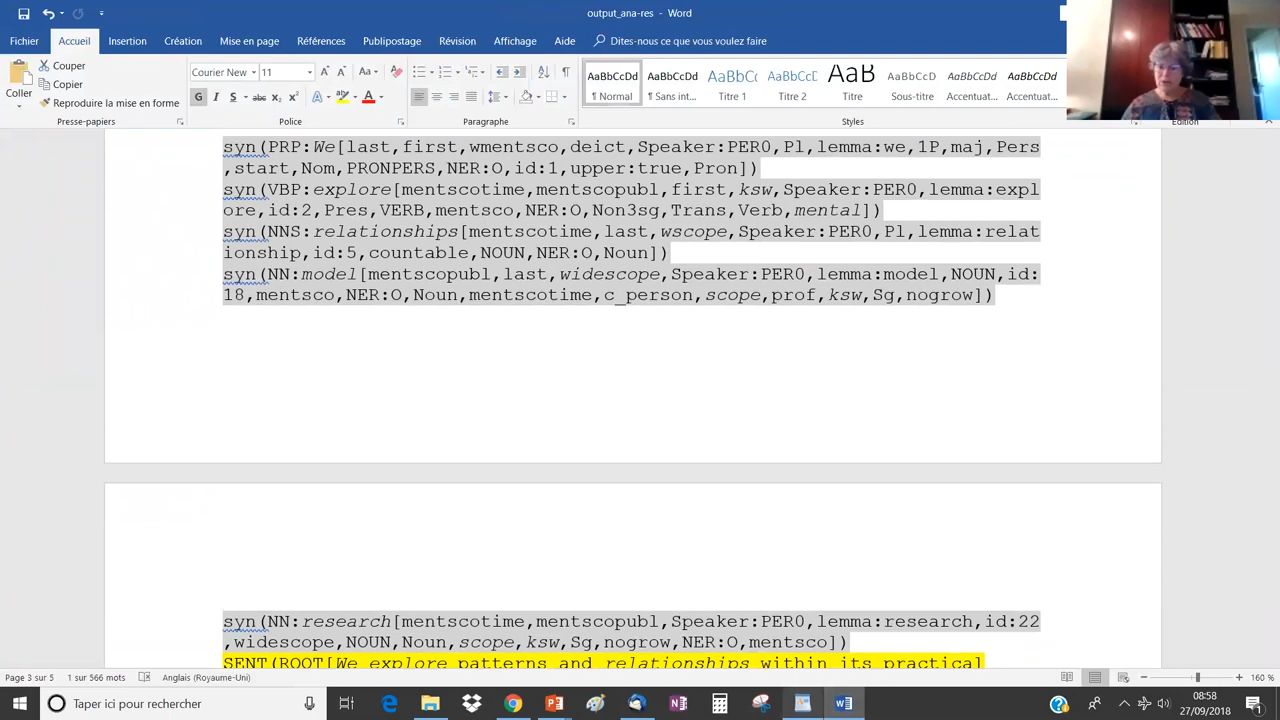 output_ana-res - Word
Fichier Accueil Insertion Création Mise en page Références Publipostage Révision Affichage Aide Dites-nous ce que vous voulez faire
Coller
Couper
Copier
Reproduire la mise en forme
Presse-papiers
Courier New 11
G I S abc x₂ x²
Police
Paragraphe
AaBbCcDd AaBbCcDd AaBbCc AaBbCcC AaB AaBbCcD AaBbCcDd AaBbCcDd
¶ Normal ¶ Sans int... Titre 1 Titre 2 Titre Sous-titre Accentuat... Accentuat...
Styles
Édition
syn(PRP:We[last,first,wmentsco,deict,Speaker:PER0,Pl,lemma:we,1P,maj,Pers
,start,Nom,PRONPERS,NER:O,id:1,upper:true,Pron])
syn(VBP:explore[mentscotime,mentscopubl,first,ksw,Speaker:PER0,lemma:expl
ore,id:2,Pres,VERB,mentsco,NER:O,Non3sg,Trans,Verb,mental])
syn(NNS:relationships[mentscotime,last,wscope,Speaker:PER0,Pl,lemma:relat
ionship,id:5,countable,NOUN,NER:O,Noun])
syn(NN:model[mentscopubl,last,widescope,Speaker:PER0,lemma:model,NOUN,id:
18,mentsco,NER:O,Noun,mentscotime,c_person,scope,prof,ksw,Sg,nogrow])
syn(NN:research[mentscotime,mentscopubl,Speaker:PER0,lemma:research,id:22
,widescope,NOUN,Noun,scope,ksw,Sg,nogrow,NER:O,mentsco])
SENT(ROOT[We explore patterns and relationships within its practical
Page 3 sur 5 1 sur 566 mots Anglais (Royaume-Uni) 160 %
Taper ici pour rechercher
08:58
27/09/2018